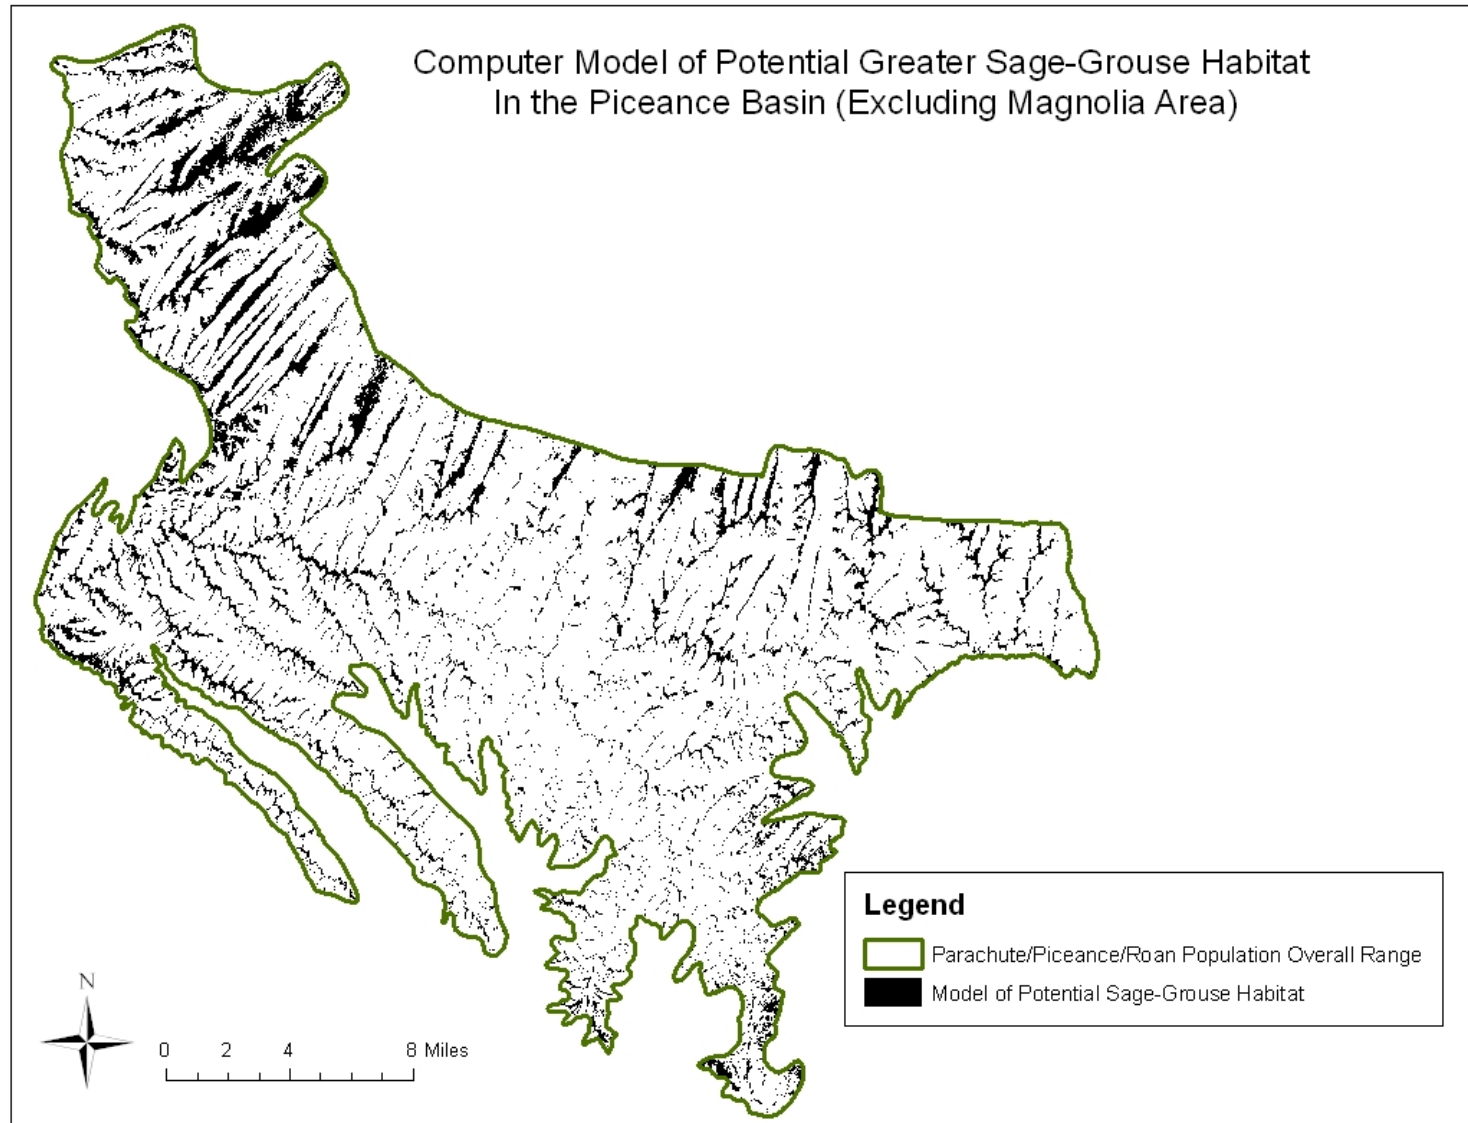 Computer Model of Potential Greater Sage-Grouse Habitat
In the Piceance Basin (Excluding Magnolia Area)
Legend
Parachute/Piceance/Roan Population Overall Range
Model of Potential Sage-Grouse Habitat
N
0 2 4 8 Miles